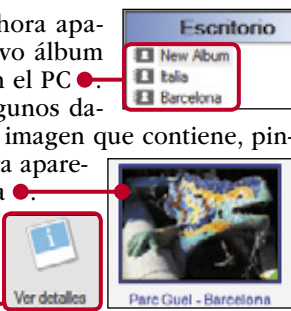 hora apa-
vo álbum
n el PC
gunos da-
imagen que contiene, pin-
a apare-
a
Escritorio
New Album
Italia
Barcelona
Ver detalles
Parc Guel - Barcelona